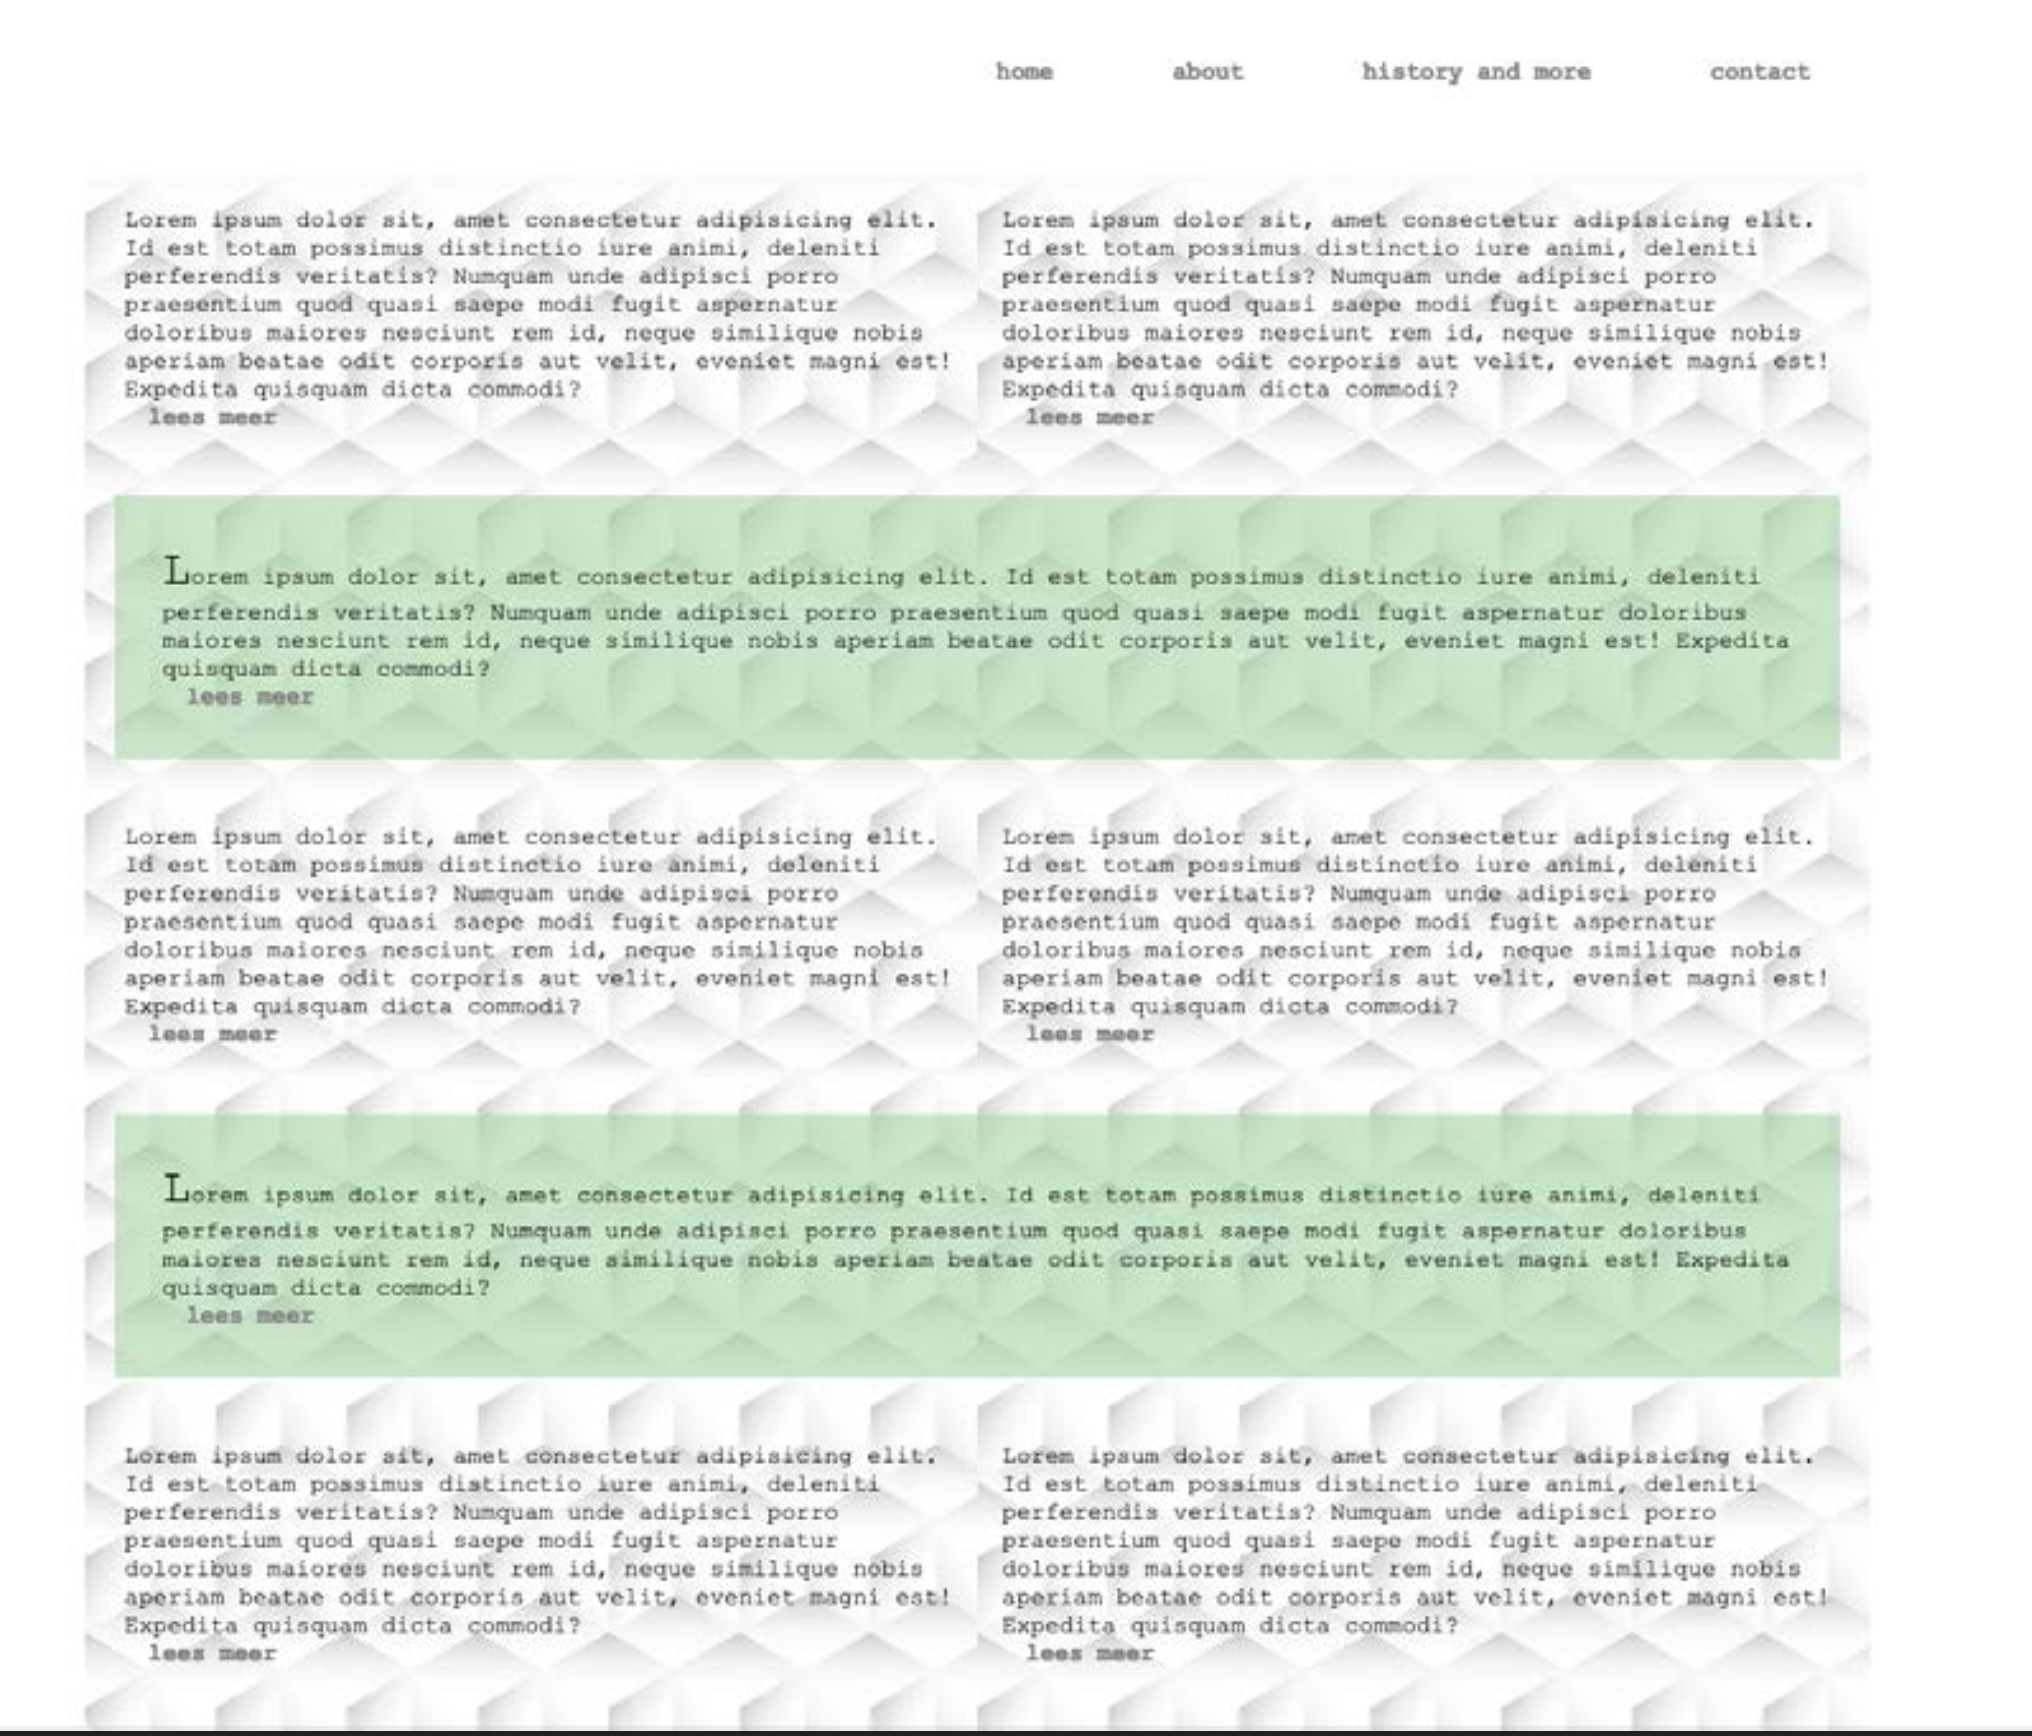 home about history and more contact
Lorem ipsum dolor sit, amet consectetur adipisicing elit.
Id est totam possimus distinctio iure animi, deleniti
perferendis veritatis? Numquam unde adipisci porro
praesentium quod quasi saepe modi fugit aspernatur
doloribus maiores nesciunt rem id, neque similique nobis
aperiam beatae odit corporis aut velit, eveniet magni est!
Expedita quisquam dicta commodi?
lees meer
Lorem ipsum dolor sit, amet consectetur adipisicing elit.
Id est totam possimus distinctio iure animi, deleniti
perferendis veritatis? Numquam unde adipisci porro
praesentium quod quasi saepe modi fugit aspernatur
doloribus maiores nesciunt rem id, neque similique nobis
aperiam beatae odit corporis aut velit, eveniet magni est!
Expedita quisquam dicta commodi?
lees meer
Lorem ipsum dolor sit, amet consectetur adipisicing elit. Id est totam possimus distinctio iure animi, deleniti
perferendis veritatis? Numquam unde adipisci porro praesentium quod quasi saepe modi fugit aspernatur doloribus
maiores nesciunt rem id, neque similique nobis aperiam beatae odit corporis aut velit, eveniet magni est! Expedita
quisquam dicta commodi?
lees meer
Lorem ipsum dolor sit, amet consectetur adipisicing elit.
Id est totam possimus distinctio iure animi, deleniti
perferendis veritatis? Numquam unde adipisci porro
praesentium quod quasi saepe modi fugit aspernatur
doloribus maiores nesciunt rem id, neque similique nobis
aperiam beatae odit corporis aut velit, eveniet magni est!
Expedita quisquam dicta commodi?
lees meer
Lorem ipsum dolor sit, amet consectetur adipisicing elit.
Id est totam possimus distinctio iure animi, deleniti
perferendis veritatis? Numquam unde adipisci porro
praesentium quod quasi saepe modi fugit aspernatur
doloribus maiores nesciunt rem id, neque similique nobis
aperiam beatae odit corporis aut velit, eveniet magni est!
Expedita quisquam dicta commodi?
lees meer
Lorem ipsum dolor sit, amet consectetur adipisicing elit. Id est totam possimus distinctio iure animi, deleniti
perferendis veritatis? Numquam unde adipisci porro praesentium quod quasi saepe modi fugit aspernatur doloribus
maiores nesciunt rem id, neque similique nobis aperiam beatae odit corporis aut velit, eveniet magni est! Expedita
quisquam dicta commodi?
lees meer
Lorem ipsum dolor sit, amet consectetur adipisicing elit.
Id est totam possimus distinctio iure animi, deleniti
perferendis veritatis? Numquam unde adipisci porro
praesentium quod quasi saepe modi fugit aspernatur
doloribus maiores nesciunt rem id, neque similique nobis
aperiam beatae odit corporis aut velit, eveniet magni est!
Expedita quisquam dicta commodi?
lees meer
Lorem ipsum dolor sit, amet consectetur adipisicing elit.
Id est totam possimus distinctio iure animi, deleniti
perferendis veritatis? Numquam unde adipisci porro
praesentium quod quasi saepe modi fugit aspernatur
doloribus maiores nesciunt rem id, neque similique nobis
aperiam beatae odit corporis aut velit, eveniet magni est!
Expedita quisquam dicta commodi?
lees meer